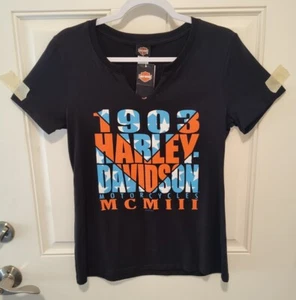 1903
HARLEY-
DAVIDSON
MOTORCYCLES
MCMIII